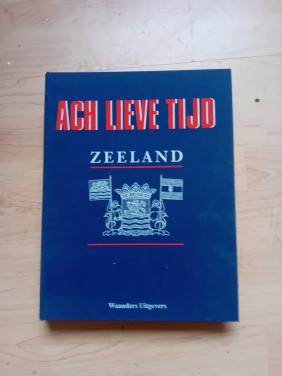 ACH LIEVE TIJD
ZEELAND
Waanders Uitgevers